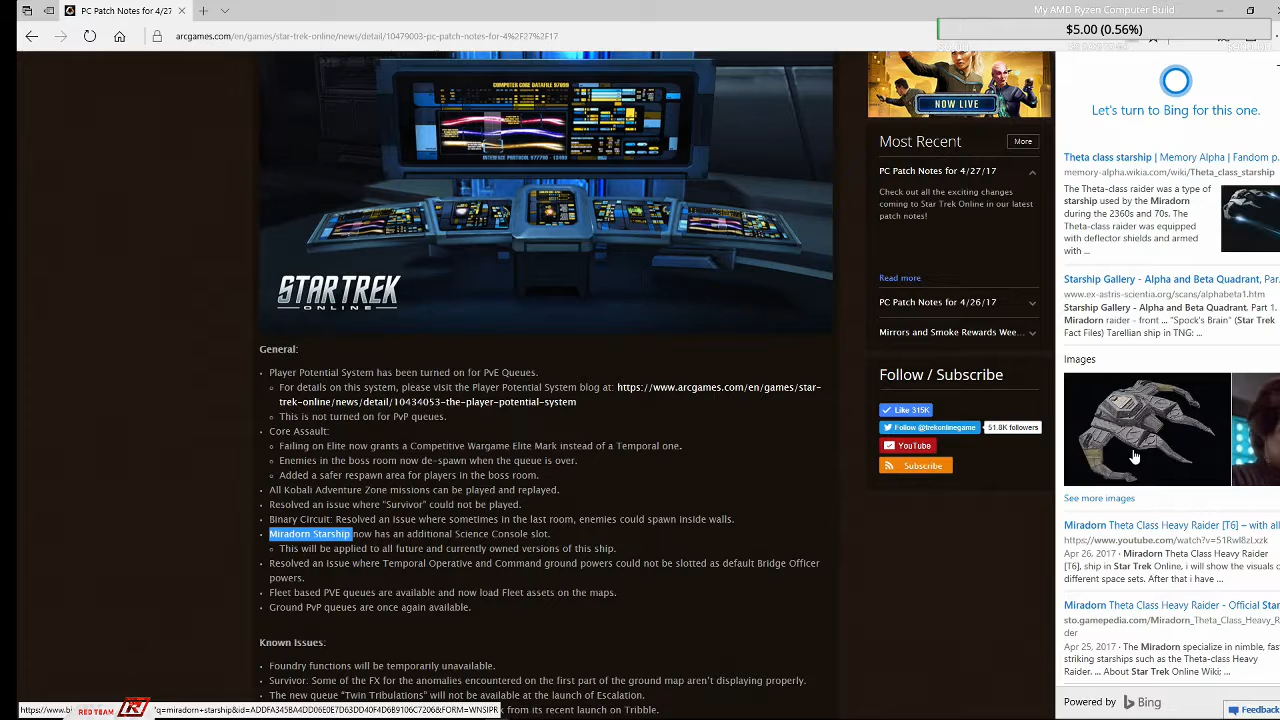 PC Patch Notes for 4/27
My AMD Ryzen Computer Build
$5.00 (0.56%)
arcgames.com/en/games/star-trek-online/news/detail/10479003-pc-patch-notes-for-4%2F27%2F17
COMPUTER CODE DATAFILE 97099
INTERFACE PROTOCOL
STAR TREK
ONLINE
General:
• Player Potential System has been turned on for PvE Queues.
○ For details on this system, please visit the Player Potential System blog at: https://www.arcgames.com/en/games/star-
trek-online/news/detail/10434053-the-player-potential-system
○ This is not turned on for PvP queues.
• Core Assault:
○ Failing on Elite now grants a Competitive Wargame Elite Mark instead of a Temporal one.
○ Enemies in the boss room now de-spawn when the queue is over.
○ Added a safer respawn area for players in the boss room.
• All Kobali Adventure Zone missions can be played and replayed.
• Resolved an issue where "Survivor" could not be played.
• Binary Circuit: Resolved an issue where sometimes in the last room, enemies could spawn inside walls.
• Miradorn Starship now has an additional Science Console slot.
○ This will be applied to all future and currently owned versions of this ship.
• Resolved an issue where Temporal Operative and Command ground powers could not be slotted as default Bridge Officer
powers.
• Fleet based PVE queues are available and now load Fleet assets on the maps.
• Ground PvP queues are once again available.
Known Issues:
• Foundry functions will be temporarily unavailable.
• Survivor: Some of the FX for the anomalies encountered on the first part of the ground map aren't displaying properly.
• The new queue "Twin Tribulations" will not be available at the launch of Escalation.
from its recent launch on Tribble.
https://www.b
q=miradorn+starship&id=ADDFA345BA4DD06E0E7D63DD40F4D6B9106C7206&FORM=WNSIPR
RED TEAM
NOW LIVE
Most Recent
More
PC Patch Notes for 4/27/17
Check out all the exciting changes
coming to Star Trek Online in our latest
patch notes!
Read more
PC Patch Notes for 4/26/17
Mirrors and Smoke Rewards Wee...
Follow / Subscribe
Like 315K
Follow @trekonlinegame
51.8K followers
YouTube
Subscribe
Let's turn to Bing for this one.
Theta class starship | Memory Alpha | Fandom p.
memory-alpha.wikia.com/wiki/Theta_class_starship
The Theta-class raider was a type of
starship used by the Miradorn
during the 2360s and 70s. The
Theta-class raider was equipped
with deflector shields and armed
with ...
Starship Gallery - Alpha and Beta Quadrant, Par.
www.ex-astris-scientia.org/scans/alphabeta1.htm
Starship Gallery - Alpha and Beta Quadrant, Part 1.
Miradorn raider - front ... "Spock's Brain" (Star Trek
Fact Files) Tarellian ship in TNG: ...
Images
See more images
Miradorn Theta Class Heavy Raider [T6] – with all
https://www.youtube.com/watch?v=51Rwl8zLxzk
Apr 26, 2017 · Miradorn Theta Class Heavy Raider
[T6], ship in Star Trek Online, i will show the visuals o
different space sets. After that i have ...
Miradorn Theta Class Heavy Raider - Official Star
sto.gamepedia.com/Miradorn_Theta_Class_Heavy_R
der
Apr 25, 2017 · The Miradorn specialize in nimble, fast
striking starships such as the Theta-class Heavy
Raider. ... About Star Trek Online Wiki ...
Powered by Bing
Feedback